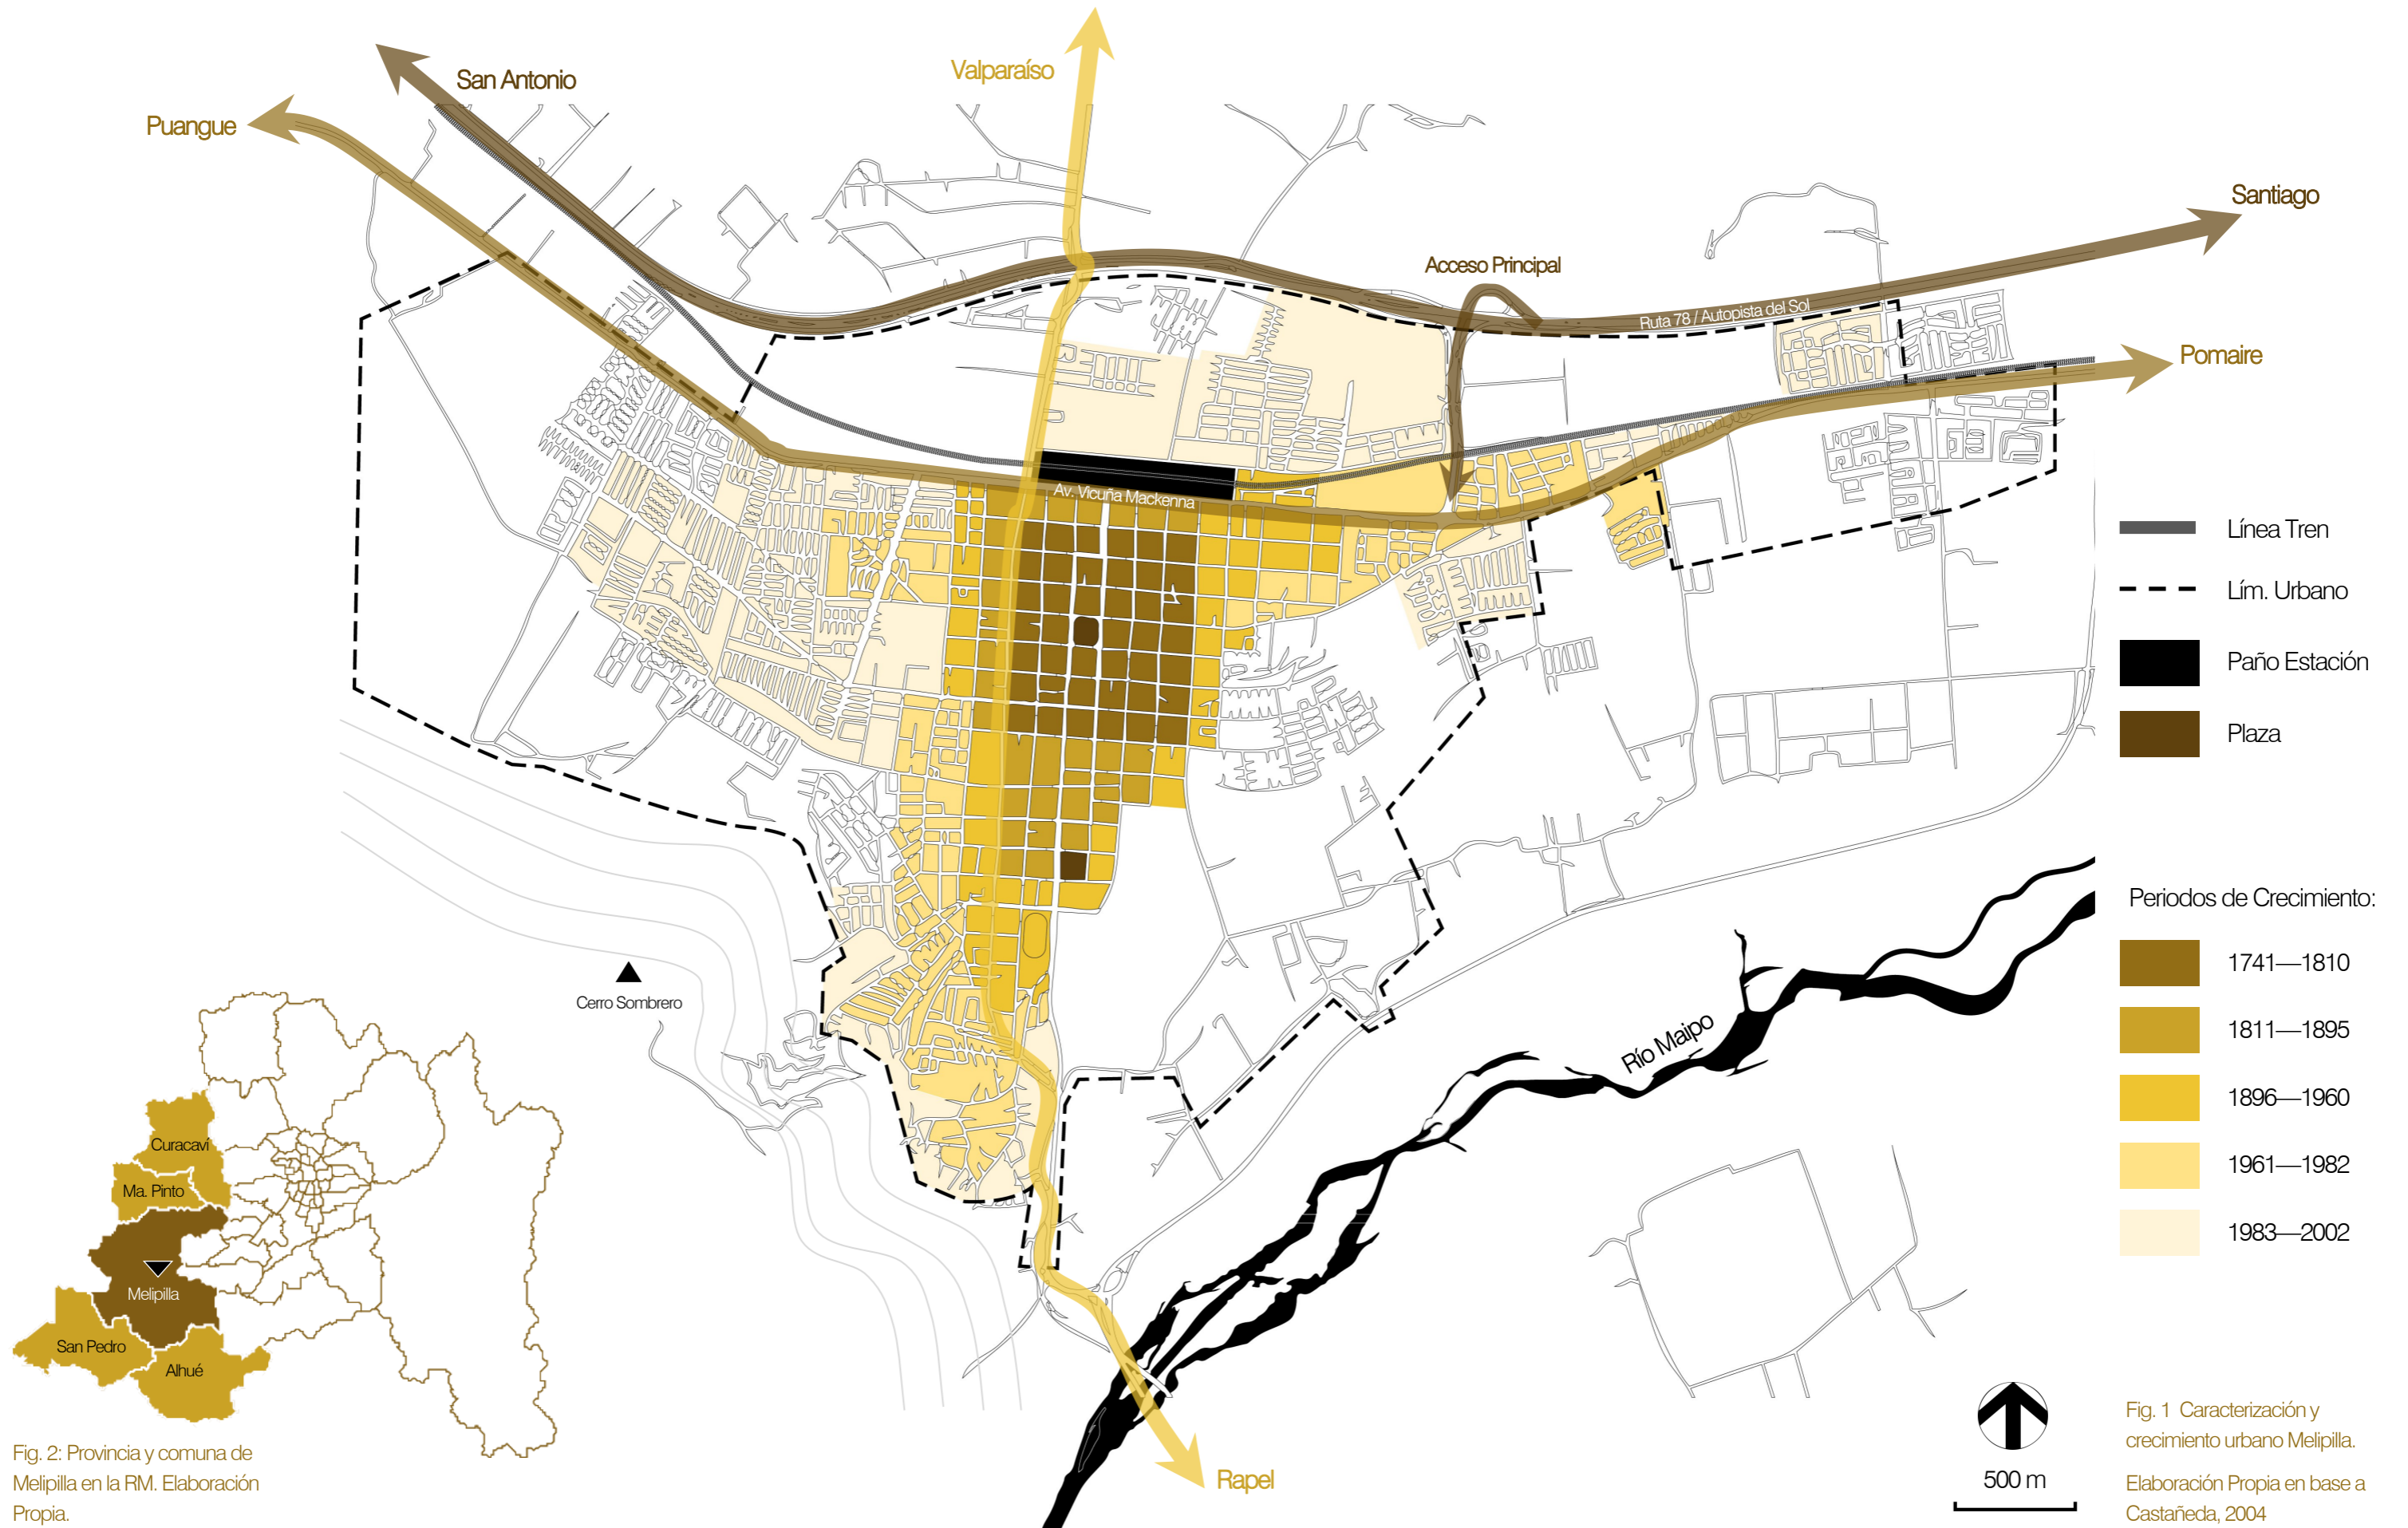 San Antonio
Valparaíso
Puangue
Santiago
Acceso Principal
Ruta 78 / Autopista del Sol
Pomaire
Av. Vicuña Mackenna
Línea Tren
Lím. Urbano
Paño Estación
Plaza
Periodos de Crecimiento:
1741—1810
1811—1895
1896—1960
1961—1982
1983—2002
Cerro Sombrero
Río Maipo
Curacaví
Ma. Pinto
Melipilla
San Pedro
Alhué
Rapel
500 m
Fig. 2: Provincia y comuna de
Melipilla en la RM. Elaboración
Propia.
Fig. 1 Caracterización y
crecimiento urbano Melipilla.
Elaboración Propia en base a
Castañeda, 2004